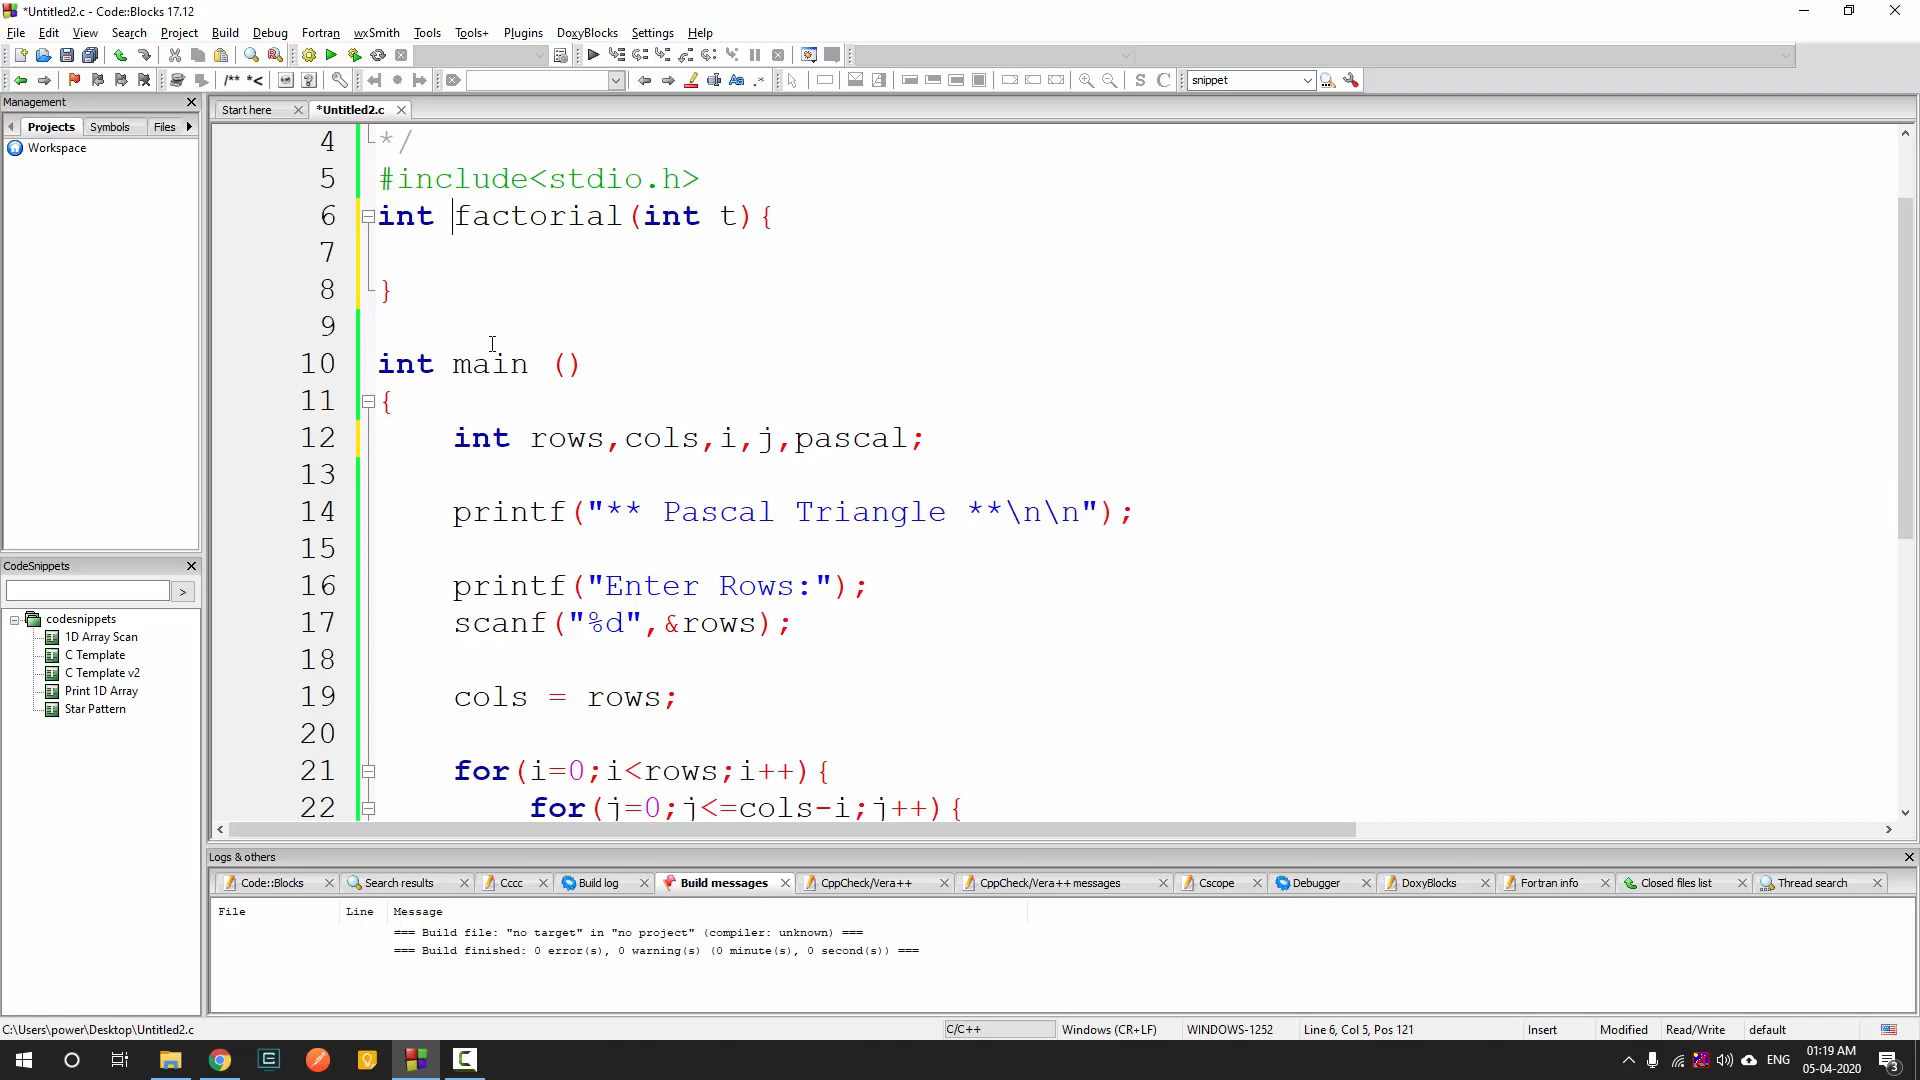 *Untitled2.c - Code::Blocks 17.12
File Edit View Search Project Build Debug Fortran wxSmith Tools Tools+ Plugins DoxyBlocks Settings Help
/** *< snippet
Management
Projects Symbols Files
Workspace
Start here *Untitled2.c
4 */
5 #include<stdio.h>
6 int factorial(int t){
7
8 }
9
10 int main ()
11 {
12 int rows,cols,i,j,pascal;
13
14 printf("** Pascal Triangle **\n\n");
15
16 printf("Enter Rows:");
17 scanf("%d",&rows);
18
19 cols = rows;
20
21 for(i=0;i<rows;i++){
22 for(j=0;j<=cols-i;j++){
CodeSnippets
>
codesnippets
1D Array Scan
C Template
C Template v2
Print 1D Array
Star Pattern
Logs & others
Code::Blocks Search results Cccc Build log Build messages CppCheck/Vera++ CppCheck/Vera++ messages Cscope Debugger DoxyBlocks Fortran info Closed files list Thread search
File Line Message
=== Build file: "no target" in "no project" (compiler: unknown) ===
=== Build finished: 0 error(s), 0 warning(s) (0 minute(s), 0 second(s)) ===
C:\Users\power\Desktop\Untitled2.c C/C++ Windows (CR+LF) WINDOWS-1252 Line 6, Col 5, Pos 121 Insert Modified Read/Write default
ENG 01:19 AM
05-04-2020 3